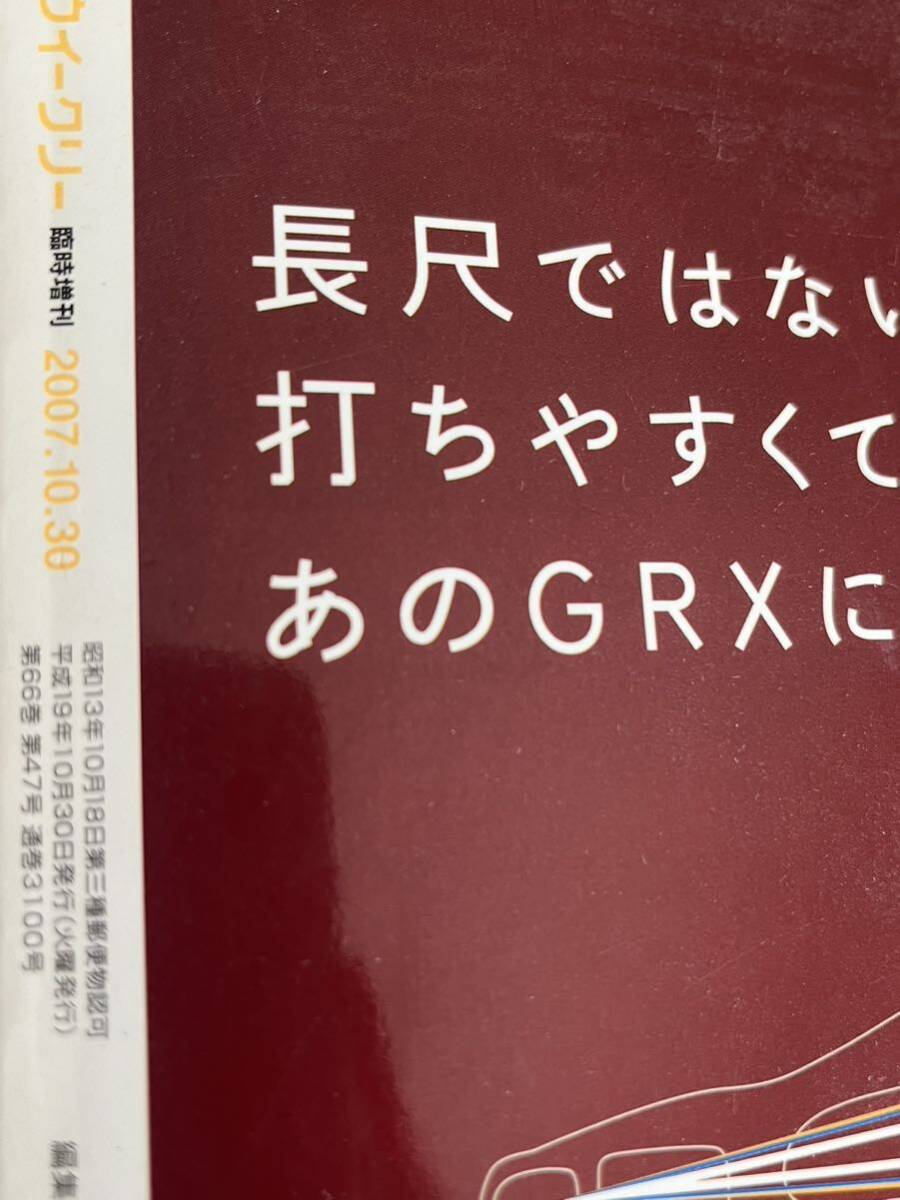 長尺ではない
打ちやすくて
あのGRXに
ウィークリー 臨時増刊 2007.10.30
昭和13年10月18日第三種郵便物認可
平成19年10月30日発行(火曜発行)
第66巻 第47号 通巻3100号
編集